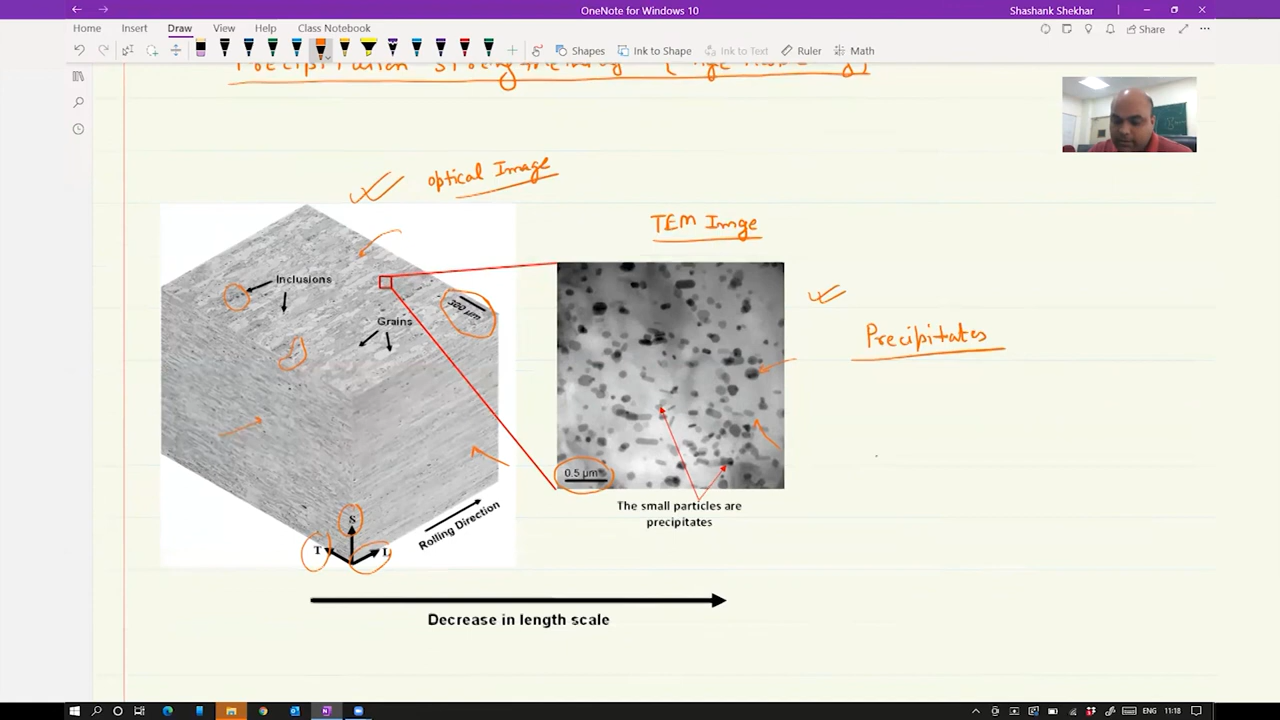 OneNote for Windows 10
Shashank Shekhar
Home Insert Draw View Help Class Notebook
Shapes Ink to Shape Ink to Text Ruler Math
Share
optical Image
TEM Imge
Inclusions
Grains
Precipitates
0.5 µm
The small particles are
precipitates
S
T
L
Rolling Direction
Decrease in length scale
ENG 11:18